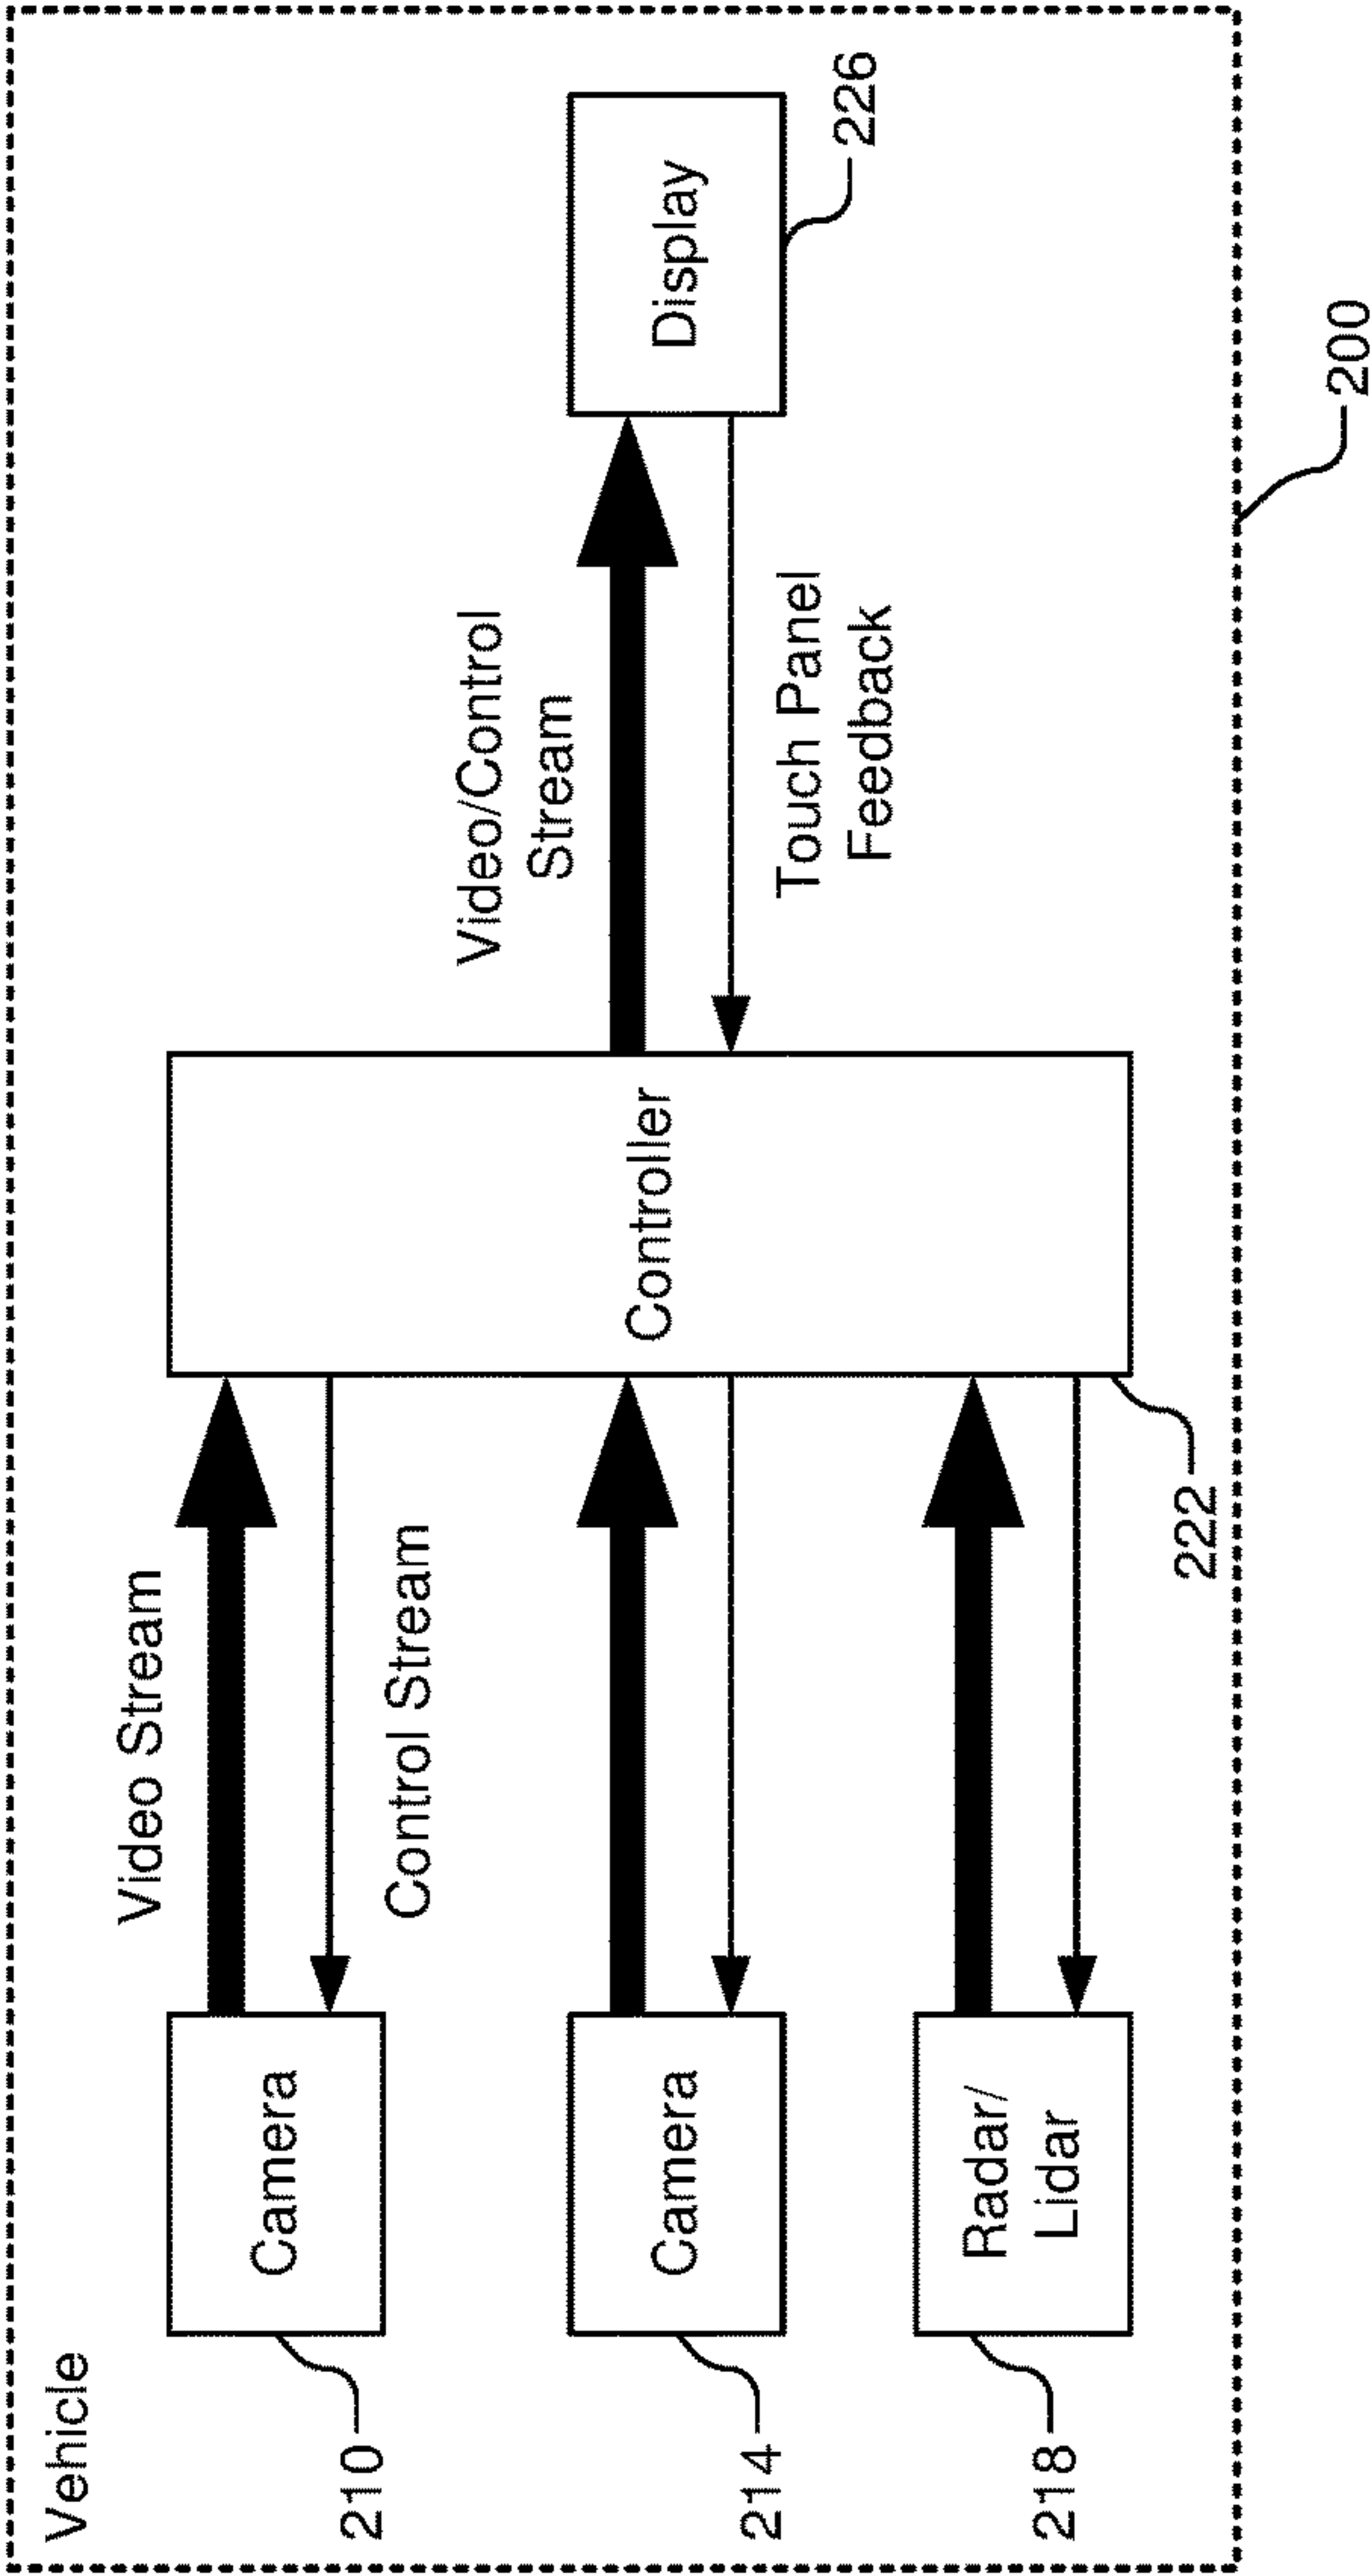 Vehicle
Video Stream
Camera
210
Control Stream
Video/Control
Stream
Camera
214
Controller
Display
226
Touch Panel
Feedback
Radar/
Lidar
218
222
200